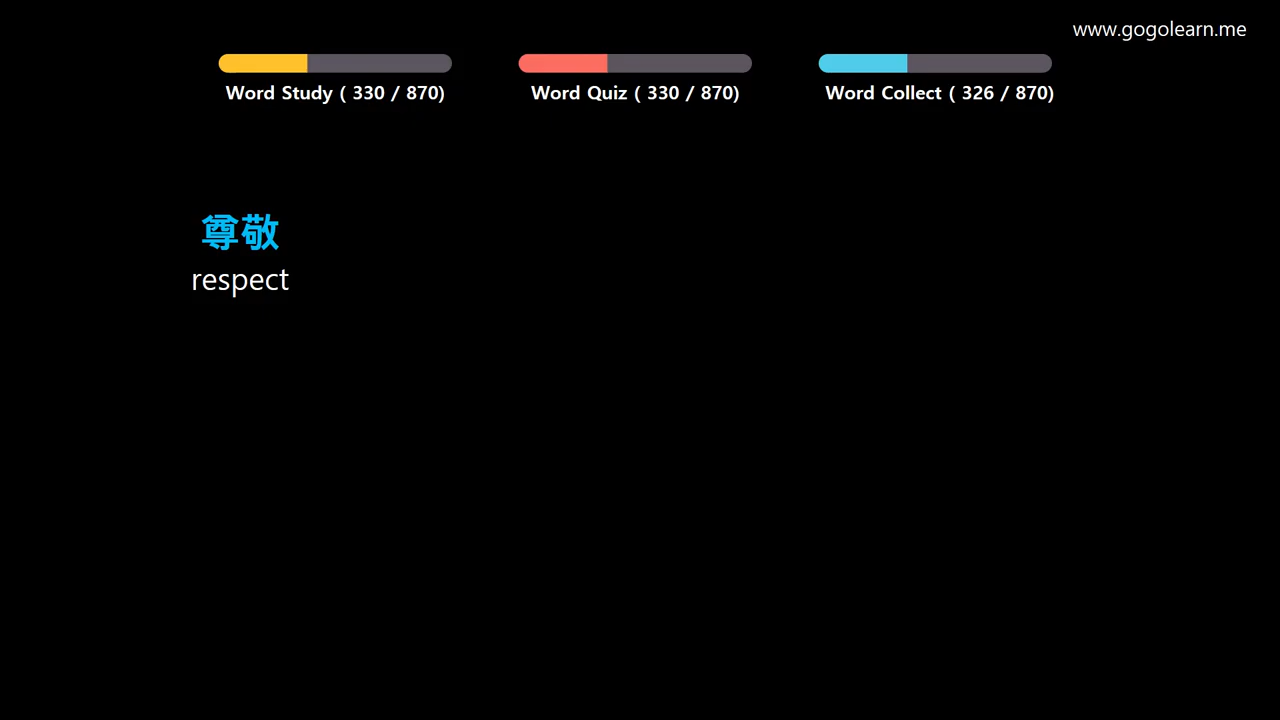 www.gogolearn.me
Word Study ( 330 / 870)
Word Quiz ( 330 / 870)
Word Collect ( 326 / 870)
尊敬
respect